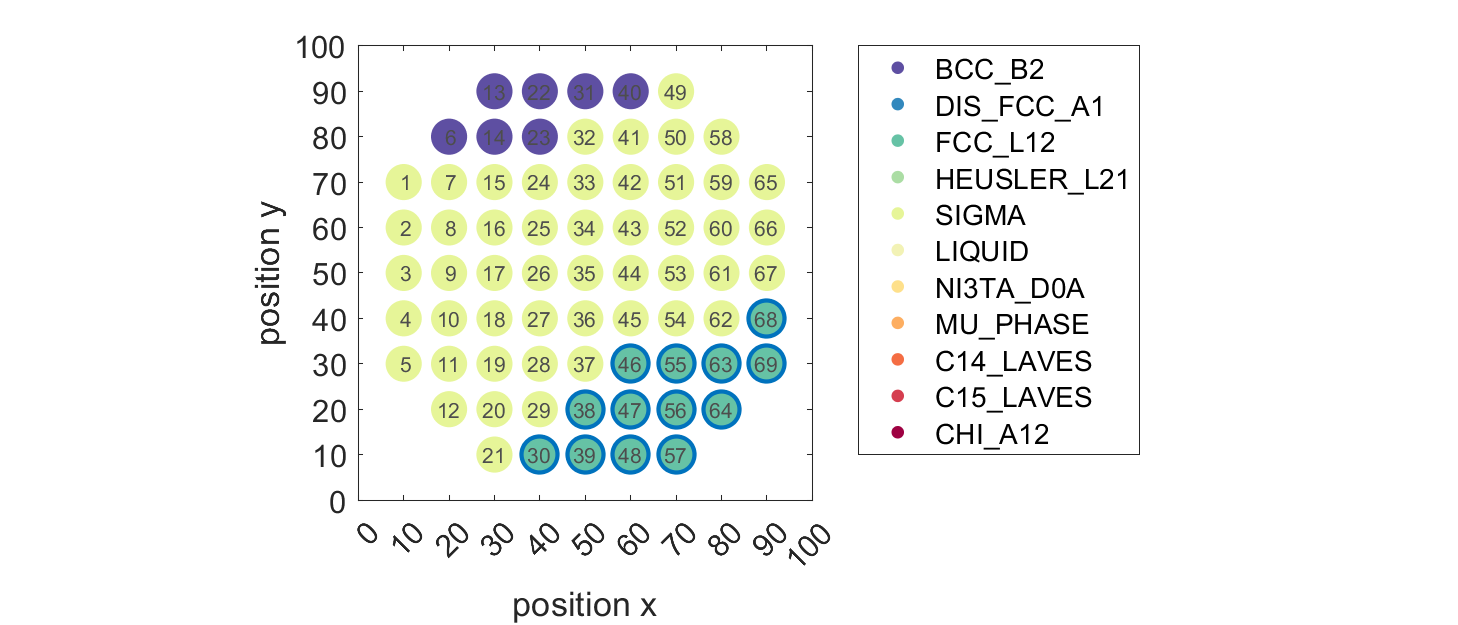 100
90 13 22 31 40 49
80 6 14 23 32 41 50 58
70 1 7 15 24 33 42 51 59 65
60 2 8 16 25 34 43 52 60 66
50 3 9 17 26 35 44 53 61 67
40 4 10 18 27 36 45 54 62 68
30 5 11 19 28 37 46 55 63 69
20 12 20 29 38 47 56 64
10 21 30 39 48 57
0
0 10 20 30 40 50 60 70 80 90 100
position x
position y
BCC_B2
DIS_FCC_A1
FCC_L12
HEUSLER_L21
SIGMA
LIQUID
NI3TA_D0A
MU_PHASE
C14_LAVES
C15_LAVES
CHI_A12